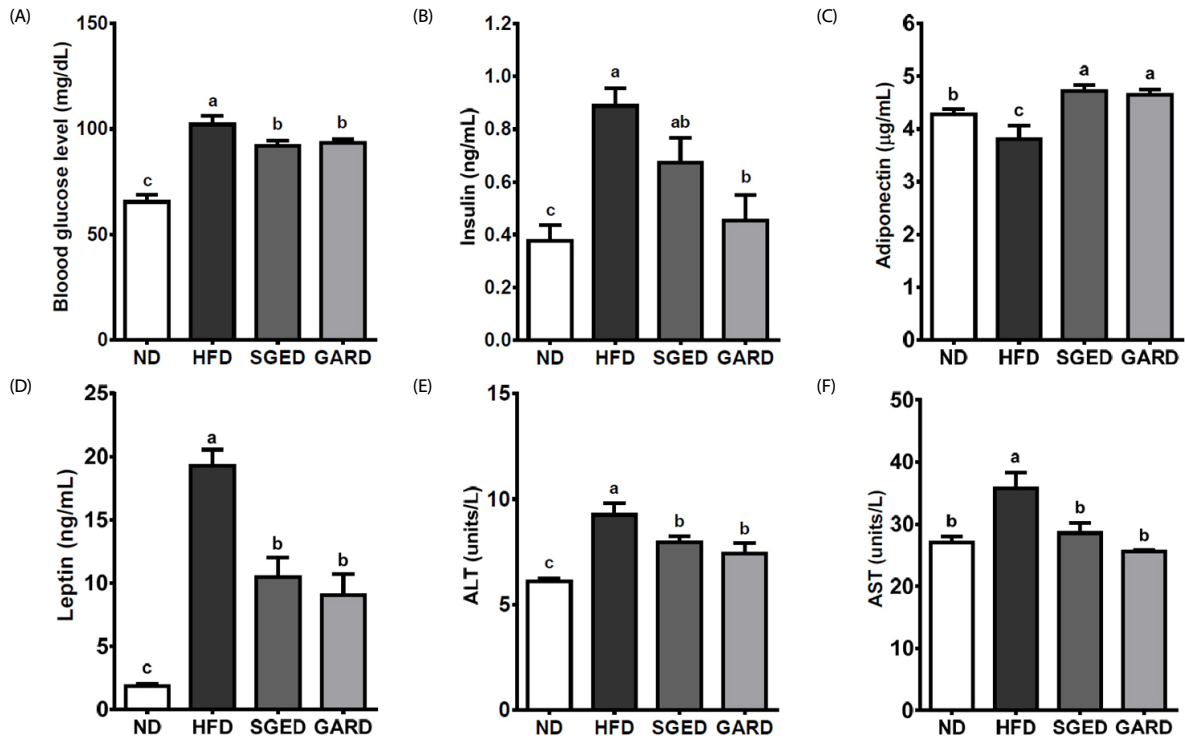 (A)
Bloood glucose level (mg/dL)
150
100
50
0
c
a
b
b
ND HFD SGED GARD
(B)
Insulin (ng/mL)
1.2
1.0
0.8
0.6
0.4
0.2
0.0
c
a
ab
b
ND HFD SGED GARD
(C)
Adiponectin (µg/mL)
6
5
4
3
2
1
0
b
c
a
a
ND HFD SGED GARD
(D)
Leptin (ng/mL)
25
20
15
10
5
0
c
a
b
b
ND HFD SGED GARD
(E)
ALT (units/L)
15
10
5
0
c
a
b
b
ND HFD SGED GARD
(F)
AST (units/L)
50
40
30
20
10
0
b
a
b
b
ND HFD SGED GARD